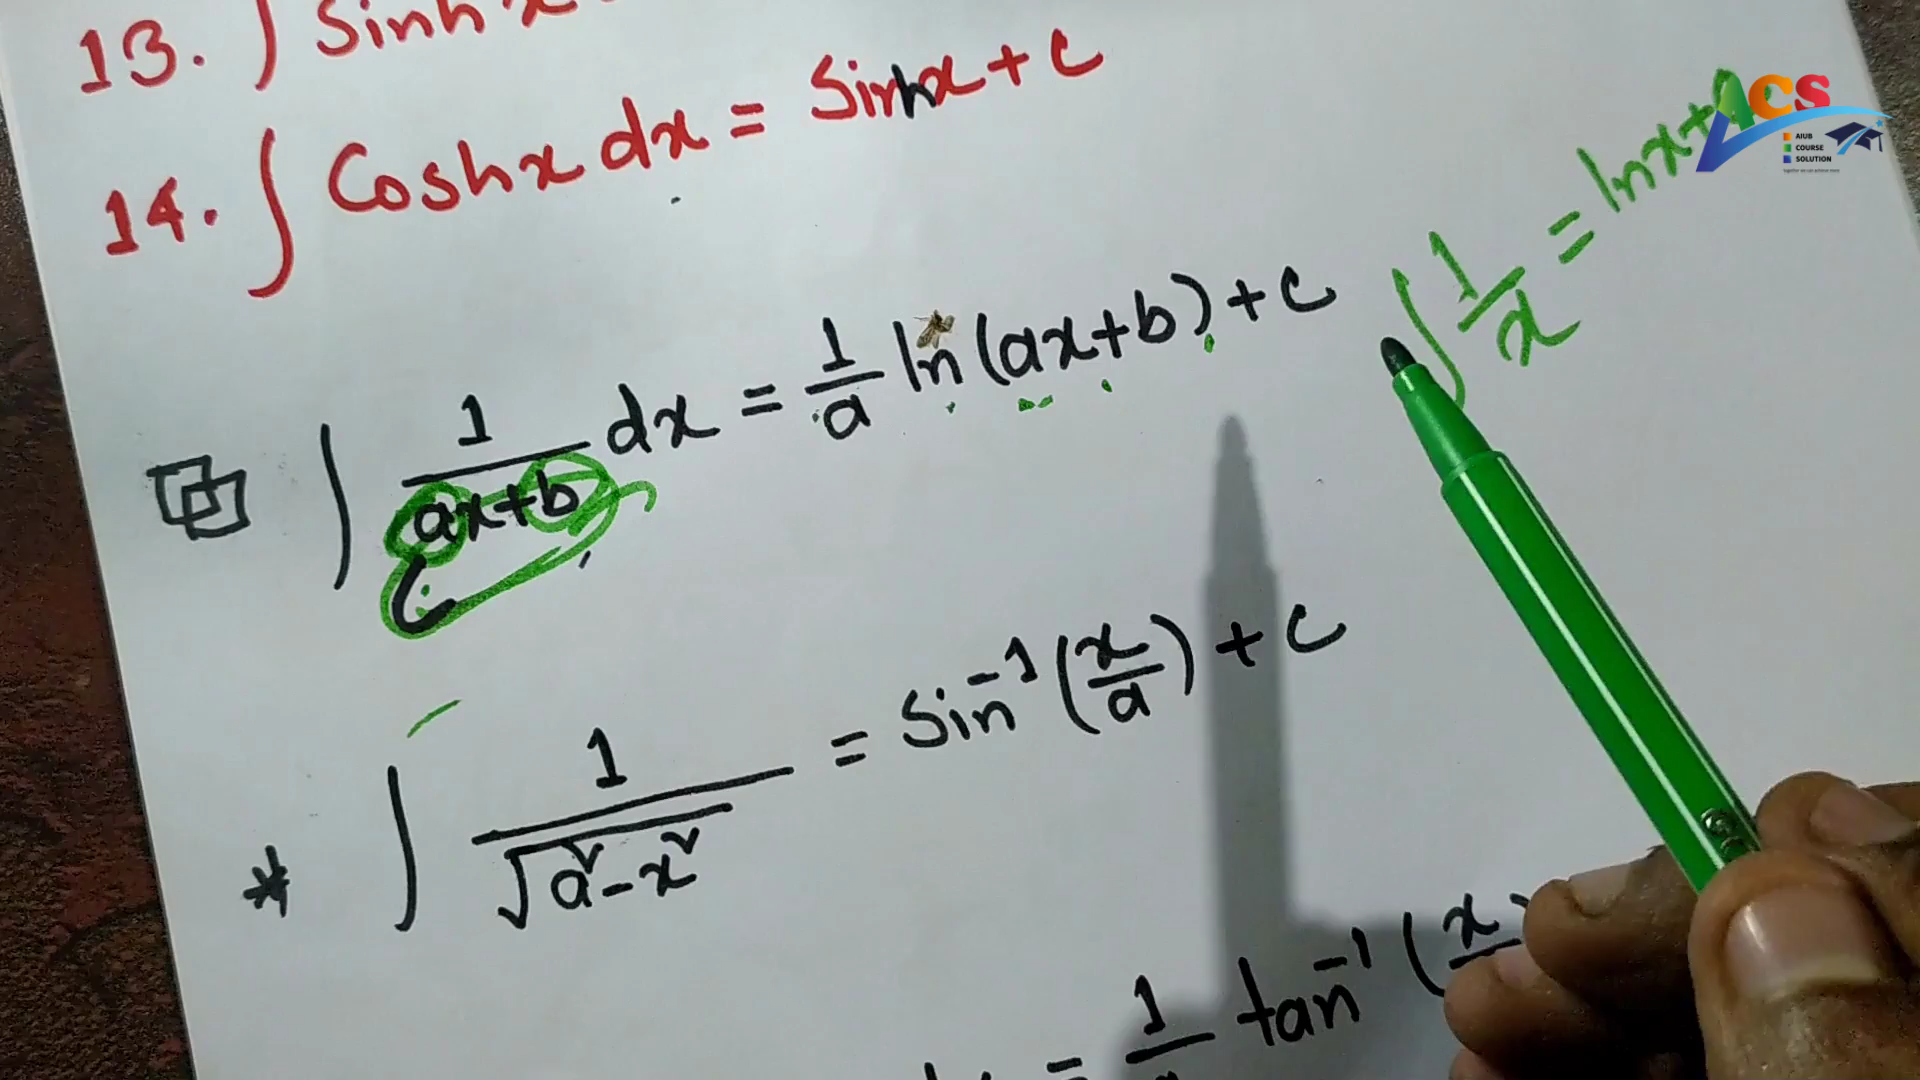 13. ∫ Sinh x
14. ∫ Coshx dx = Sinhx + c
∫ 1/x = lnx +
∫ 1/(ax+b) dx = 1/a ln (ax+b) + c
* ∫ 1/√(a²-x²) = Sin⁻¹ (x/a) + c
= 1/ tan⁻¹ (x/
ACS
AIUB
COURSE
SOLUTION